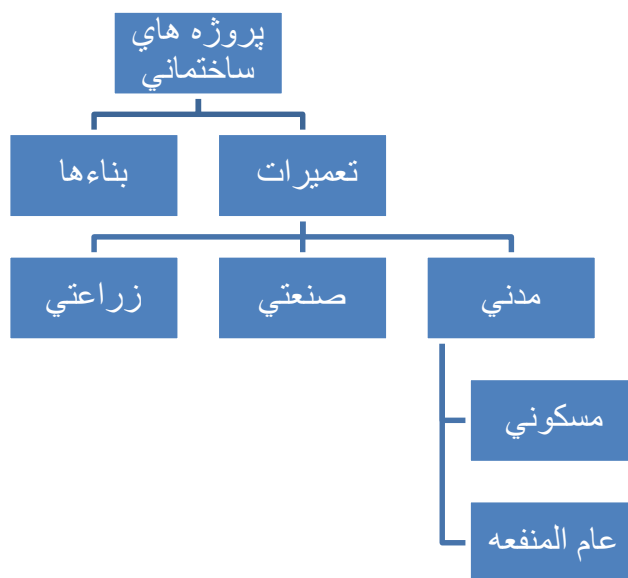 پروژه هاي
ساختماني
تعميرات
بناءها
مدني
صنعتي
زراعتي
مسكوني
عام المنفعه